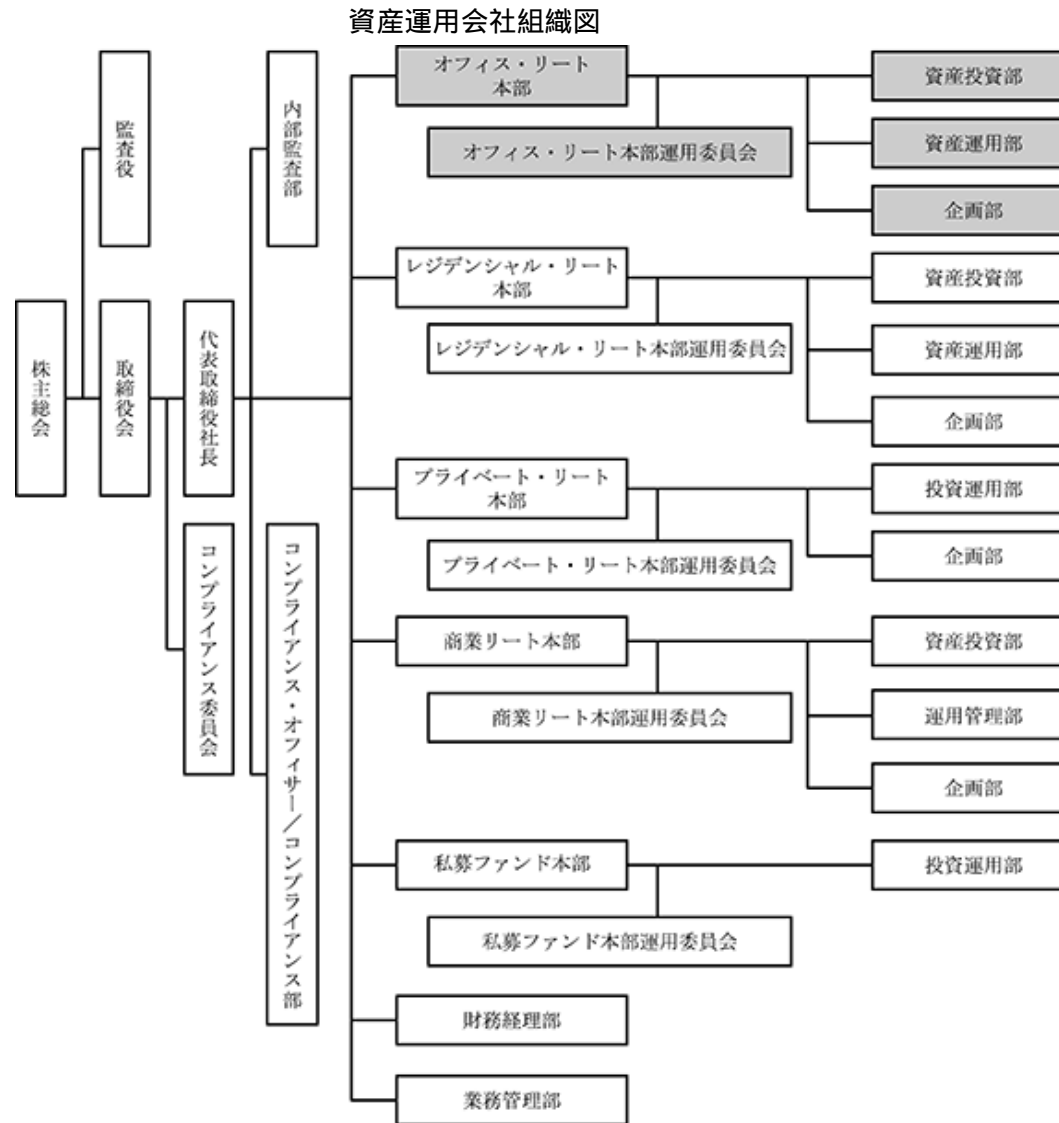 資産運用会社組織図
株主総会
監査役
取締役会
代表取締役社長
コンプライアンス委員会
内部監査部
コンプライアンス・オフィサー／コンプライアンス部
オフィス・リート
本部
オフィス・リート本部運用委員会
資産投資部
資産運用部
企画部
レジデンシャル・リート
本部
レジデンシャル・リート本部運用委員会
資産投資部
資産運用部
企画部
プライベート・リート
本部
プライベート・リート本部運用委員会
投資運用部
企画部
商業リート本部
商業リート本部運用委員会
資産投資部
運用管理部
企画部
私募ファンド本部
私募ファンド本部運用委員会
投資運用部
財務経理部
業務管理部